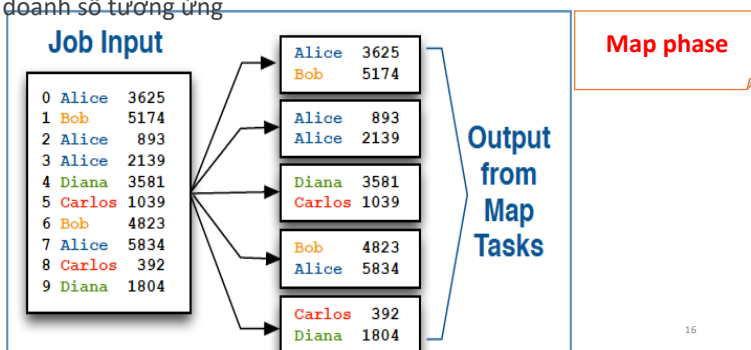 doanh số tương ứng
Job Input
Map phase
0 Alice 3625
1 Bob 5174
2 Alice 893
3 Alice 2139
4 Diana 3581
5 Carlos 1039
6 Bob 4823
7 Alice 5834
8 Carlos 392
9 Diana 1804
Alice 3625
Bob 5174
Alice 893
Alice 2139
Diana 3581
Carlos 1039
Bob 4823
Alice 5834
Carlos 392
Diana 1804
Output
from
Map
Tasks
16